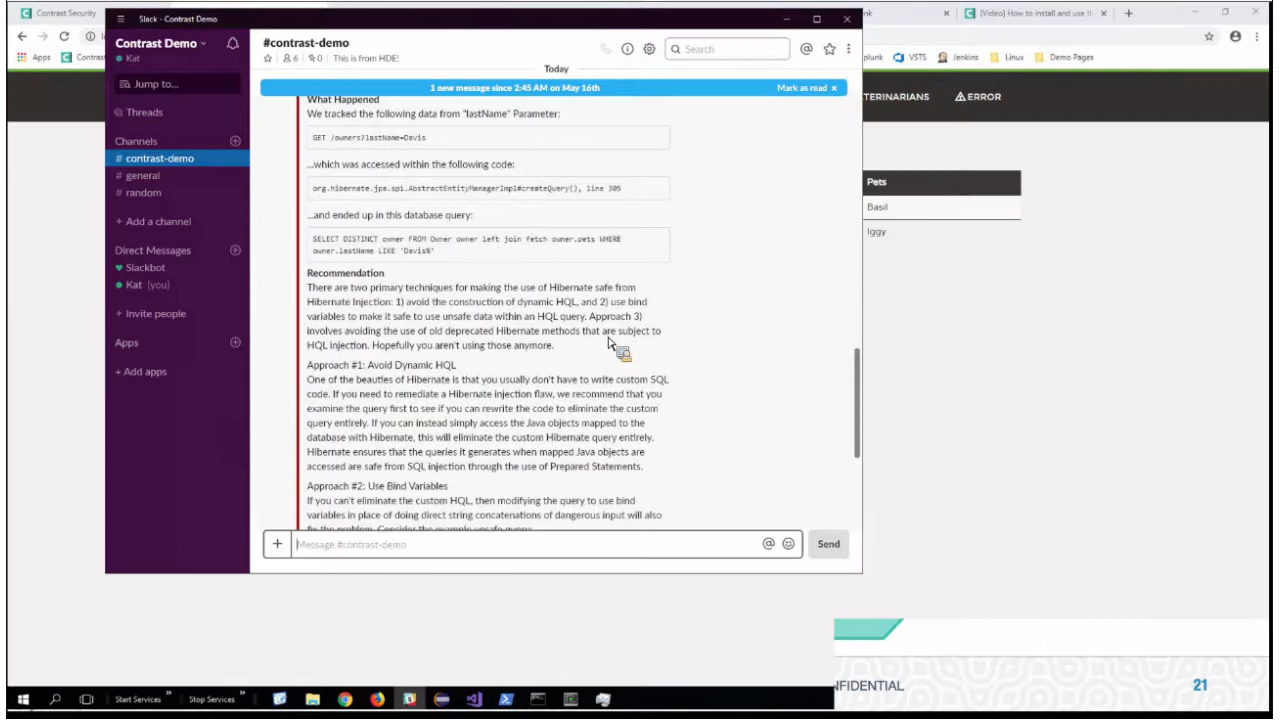 Contrast Security
Slack - Contrast Demo
[Video] How to install and use t
Apps
VSTS
Jenkins
Linux
Demo Pages
Contrast Demo
Kat
#contrast-demo
6
0
This is from HDE!
Search
Jump to...
Threads
Channels
# contrast-demo
# general
# random
+ Add a channel
Direct Messages
Slackbot
Kat (you)
+ Invite people
Apps
+ Add apps
Today
1 new message since 2:45 AM on May 16th
Mark as read
What Happened
We tracked the following data from "lastName" Parameter:
GET /owners?lastName=Davis
...which was accessed within the following code:
org.hibernate.jpa.spi.AbstractEntityManagerImpl#createQuery(), line 305
...and ended up in this database query:
SELECT DISTINCT owner FROM Owner owner left join fetch owner.pets WHERE
owner.lastName LIKE 'Davis%'
Recommendation
There are two primary techniques for making the use of Hibernate safe from
Hibernate Injection: 1) avoid the construction of dynamic HQL, and 2) use bind
variables to make it safe to use unsafe data within an HQL query. Approach 3)
involves avoiding the use of old deprecated Hibernate methods that are subject to
HQL injection. Hopefully you aren't using those anymore.
Approach #1: Avoid Dynamic HQL
One of the beauties of Hibernate is that you usually don't have to write custom SQL
code. If you need to remediate a Hibernate injection flaw, we recommend that you
examine the query first to see if you can rewrite the code to eliminate the custom
query entirely. If you can instead simply access the Java objects mapped to the
database with Hibernate, this will eliminate the custom Hibernate query entirely.
Hibernate ensures that the queries it generates when mapped Java objects are
accessed are safe from SQL injection through the use of Prepared Statements.
Approach #2: Use Bind Variables
If you can't eliminate the custom HQL, then modifying the query to use bind
variables in place of doing direct string concatenations of dangerous input will also
fix the problem. Consider the example unsafe query:
Message #contrast-demo
Send
TERINARIANS
ERROR
Pets
Basil
Iggy
NFIDENTIAL
21
Start Services
Stop Services